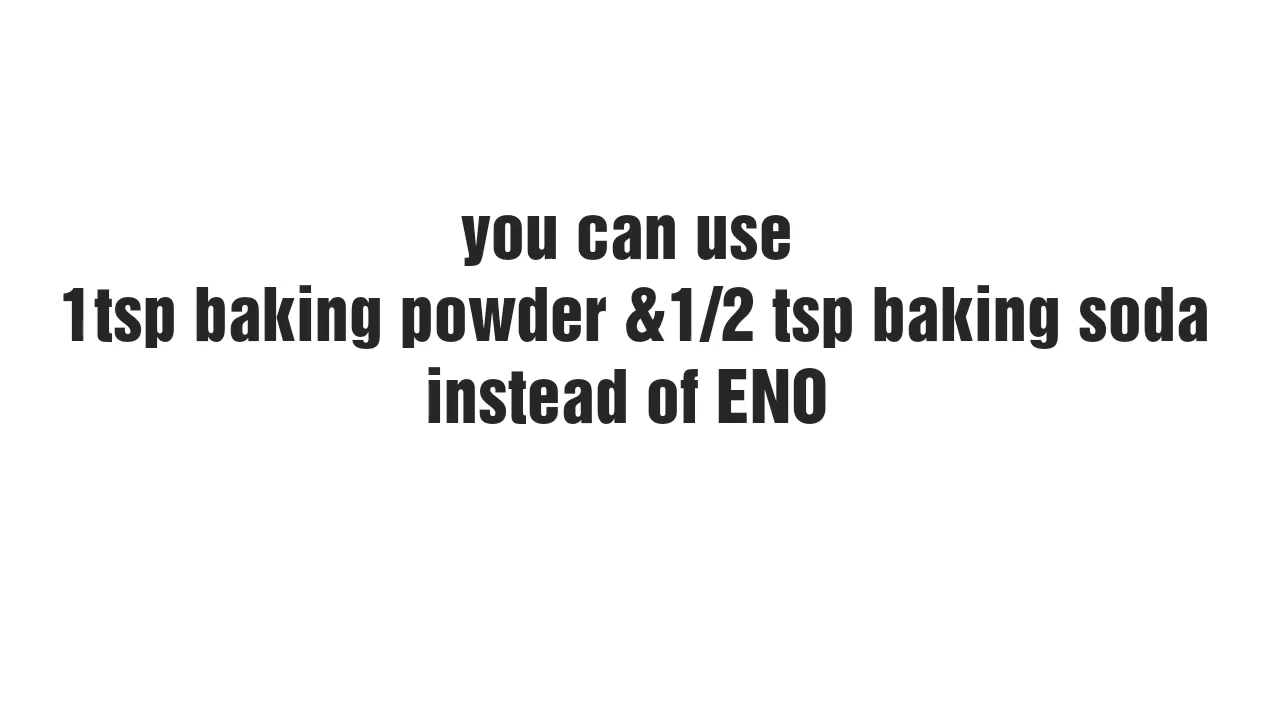 you can use
1tsp baking powder &1/2 tsp baking soda
instead of ENO